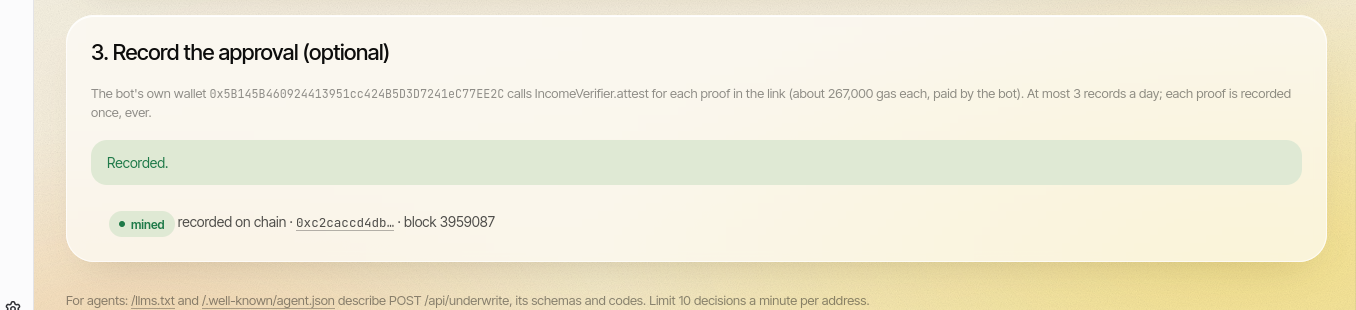 3. Record the approval (optional)
The bot's own wallet 0x5B145B460924413951cc424B5D3D7241eC77EE2C calls IncomeVerifier.attest for each proof in the link (about 267,000 gas each, paid by the bot). At most 3 records a day; each proof is recorded
once, ever.
Recorded.
mined recorded on chain · 0xc2caccd4db… · block 3959087
For agents: /llms.txt and /.well-known/agent.json describe POST /api/underwrite, its schemas and codes. Limit 10 decisions a minute per address.